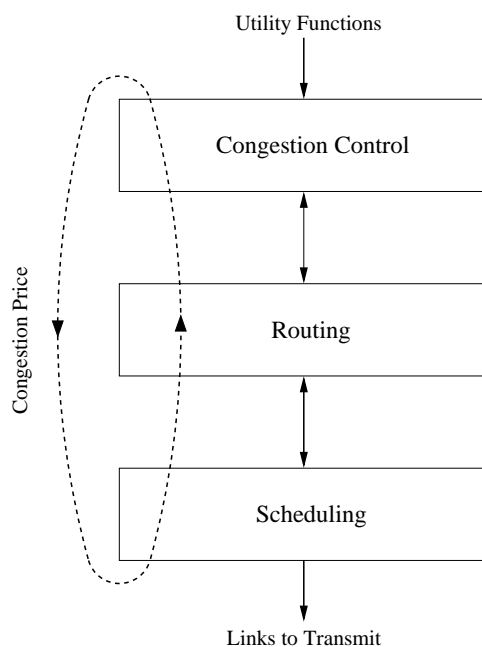 Utility Functions
Congestion Control
Congestion Price
Routing
Scheduling
Links to Transmit